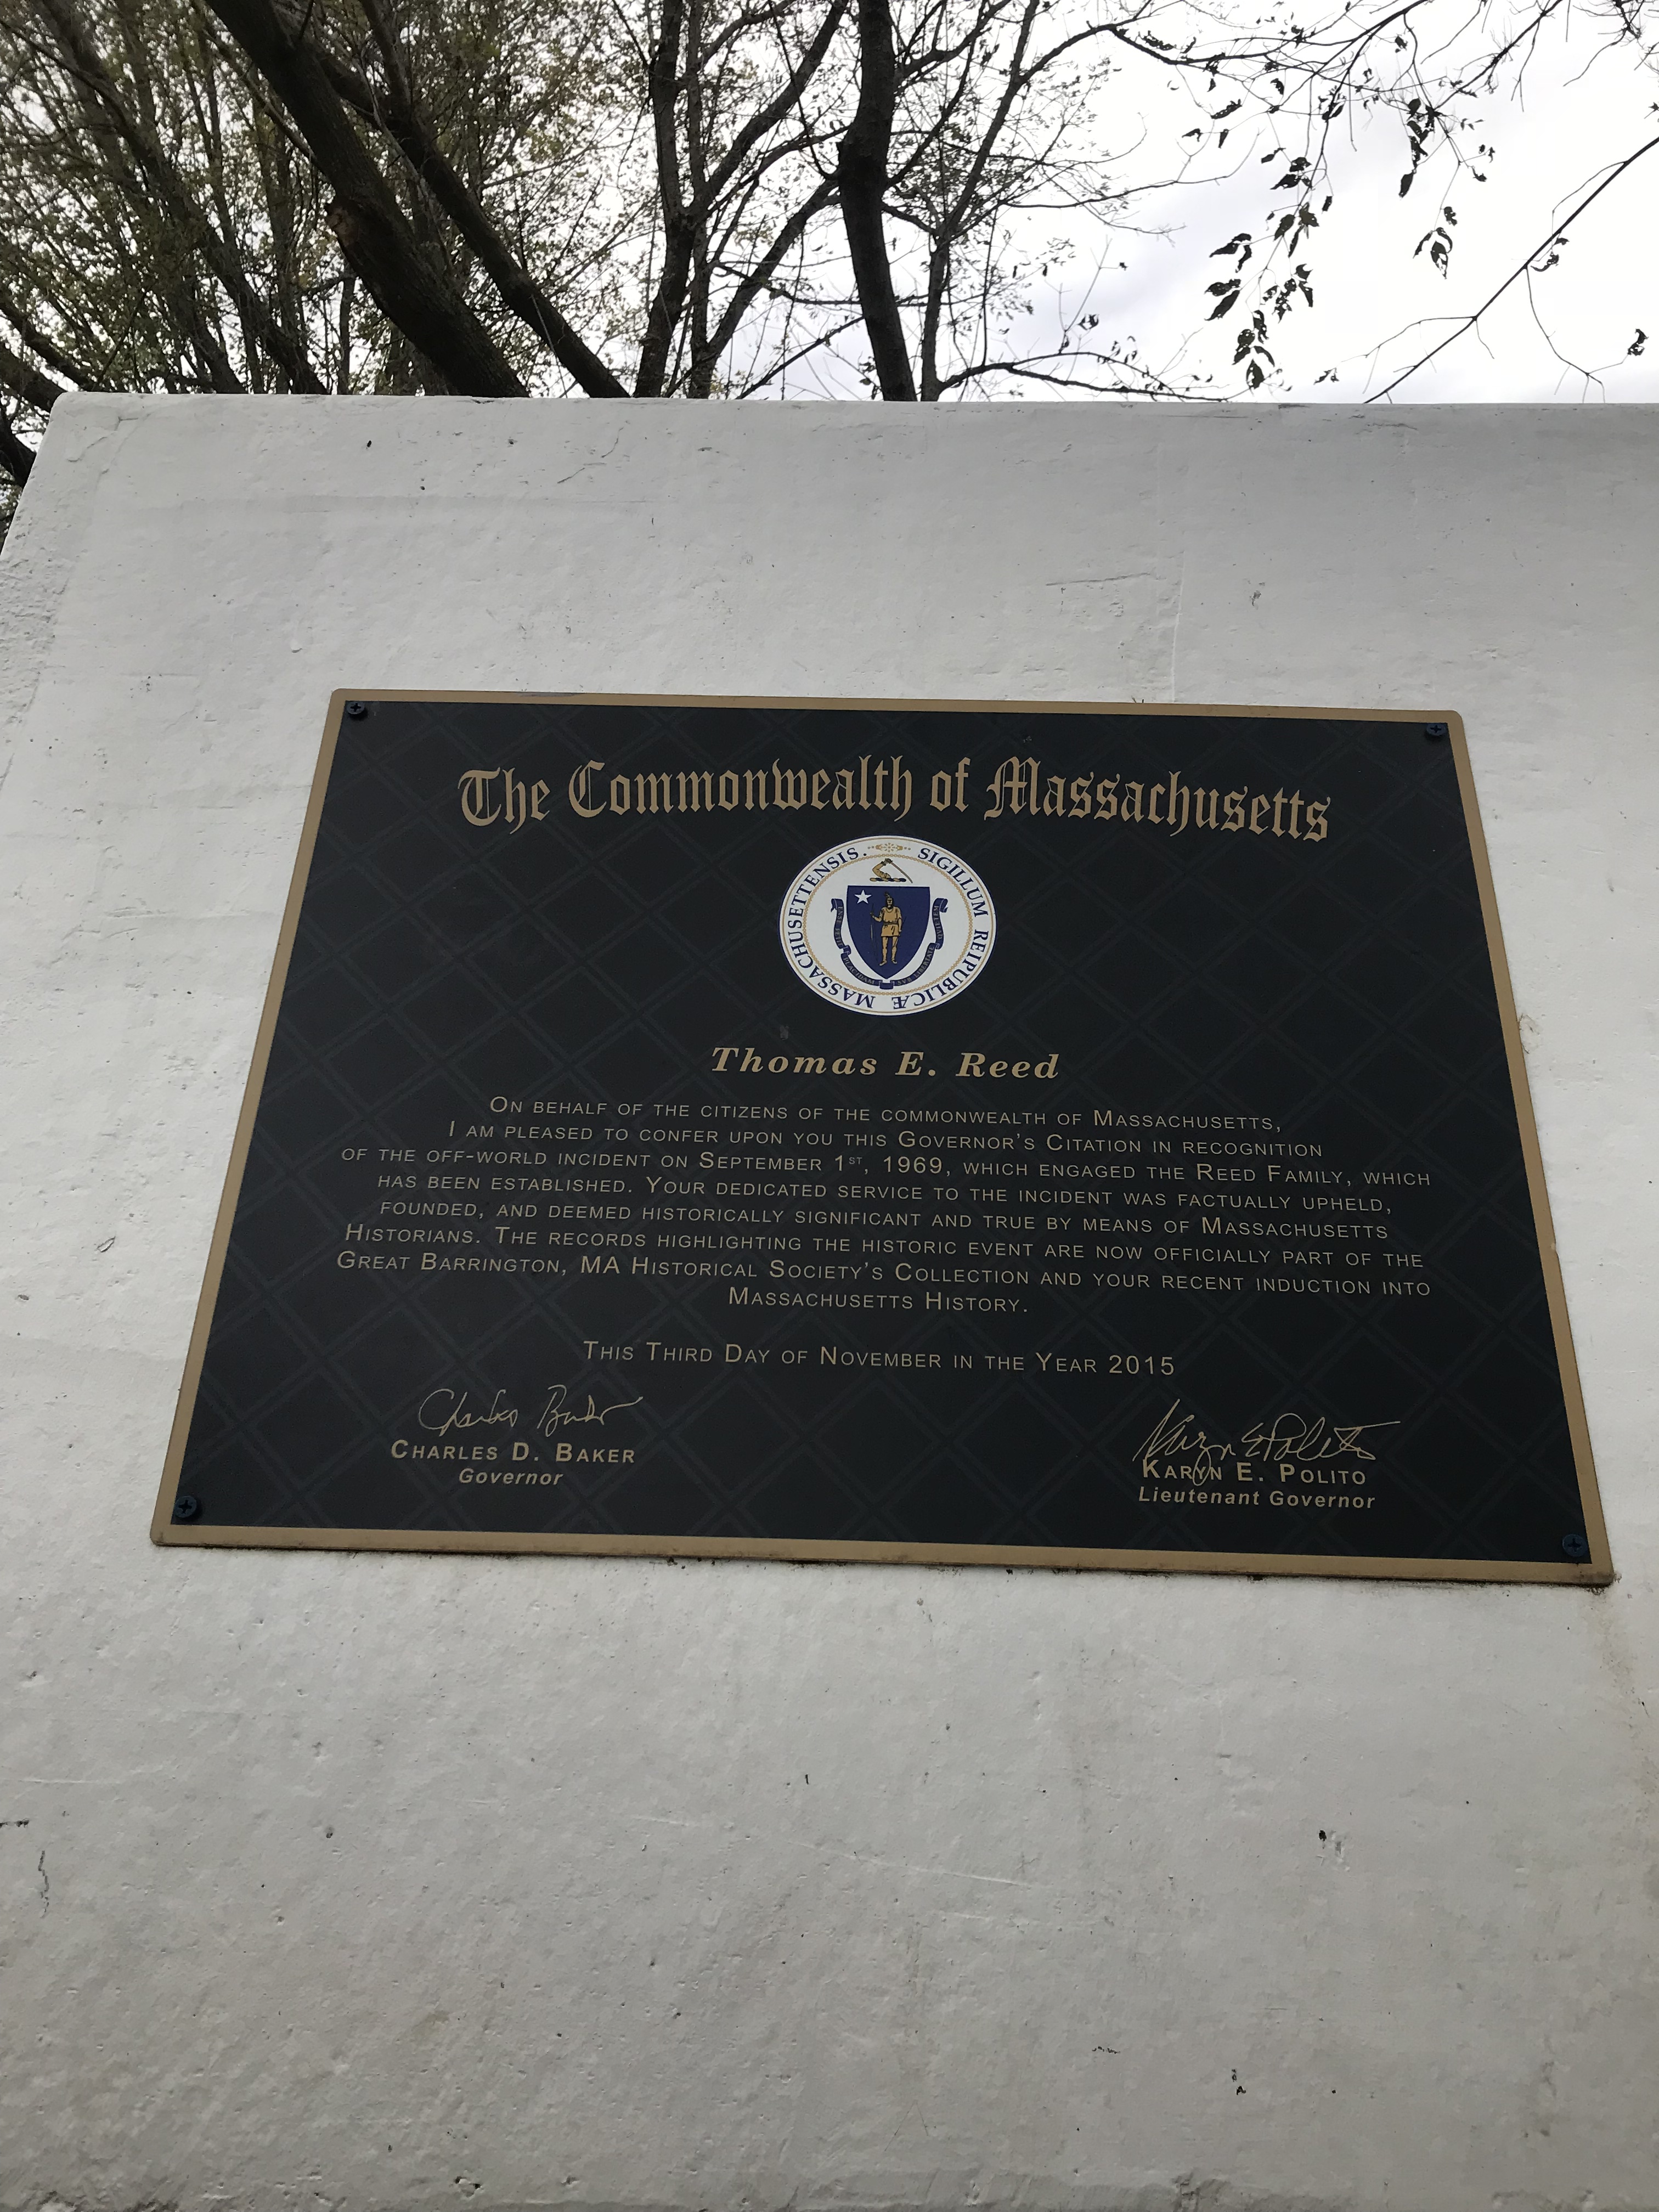 The Commonwealth of Massachusetts
SIGILLUM REIPUBLICÆ MASSACHUSETTENSIS.
Thomas E. Reed
On behalf of the citizens of the commonwealth of Massachusetts,
I am pleased to confer upon you this Governor's Citation in recognition
of the off-world incident on September 1st, 1969, which engaged the Reed Family, which
has been established. Your dedicated service to the incident was factually upheld,
founded, and deemed historically significant and true by means of Massachusetts
Historians. The records highlighting the historic event are now officially part of the
Great Barrington, MA Historical Society's Collection and your recent induction into
Massachusetts History.
This Third Day of November in the Year 2015
Charles Baker
Charles D. Baker
Governor
Karyn E Polito
Karyn E. Polito
Lieutenant Governor